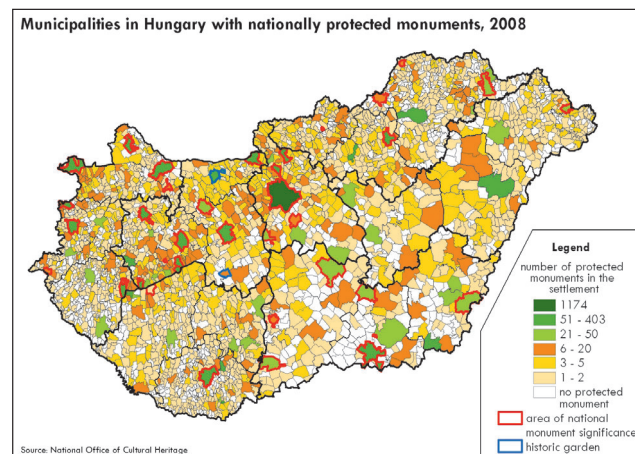 Municipalities in Hungary with nationally protected monuments, 2008
Legend
number of protected
monuments in the
settlement
1174
51 - 403
21 - 50
6 - 20
3 - 5
1 - 2
no protected
monument
area of national
monument significance
historic garden
Source: National Office of Cultural Heritage